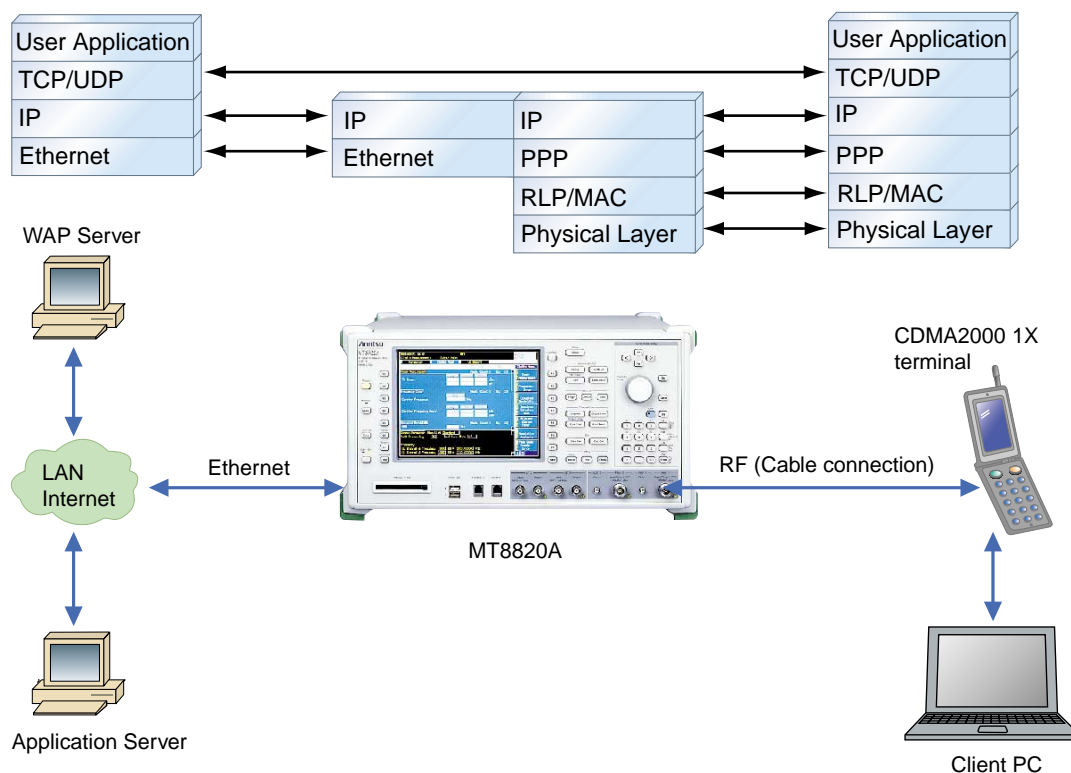 User Application
TCP/UDP
IP
Ethernet
IP
Ethernet
IP
PPP
RLP/MAC
Physical Layer
User Application
TCP/UDP
IP
PPP
RLP/MAC
Physical Layer
WAP Server
LAN
Internet
Ethernet
Anritsu
MT8820A
RF (Cable connection)
CDMA2000 1X
terminal
Application Server
Client PC